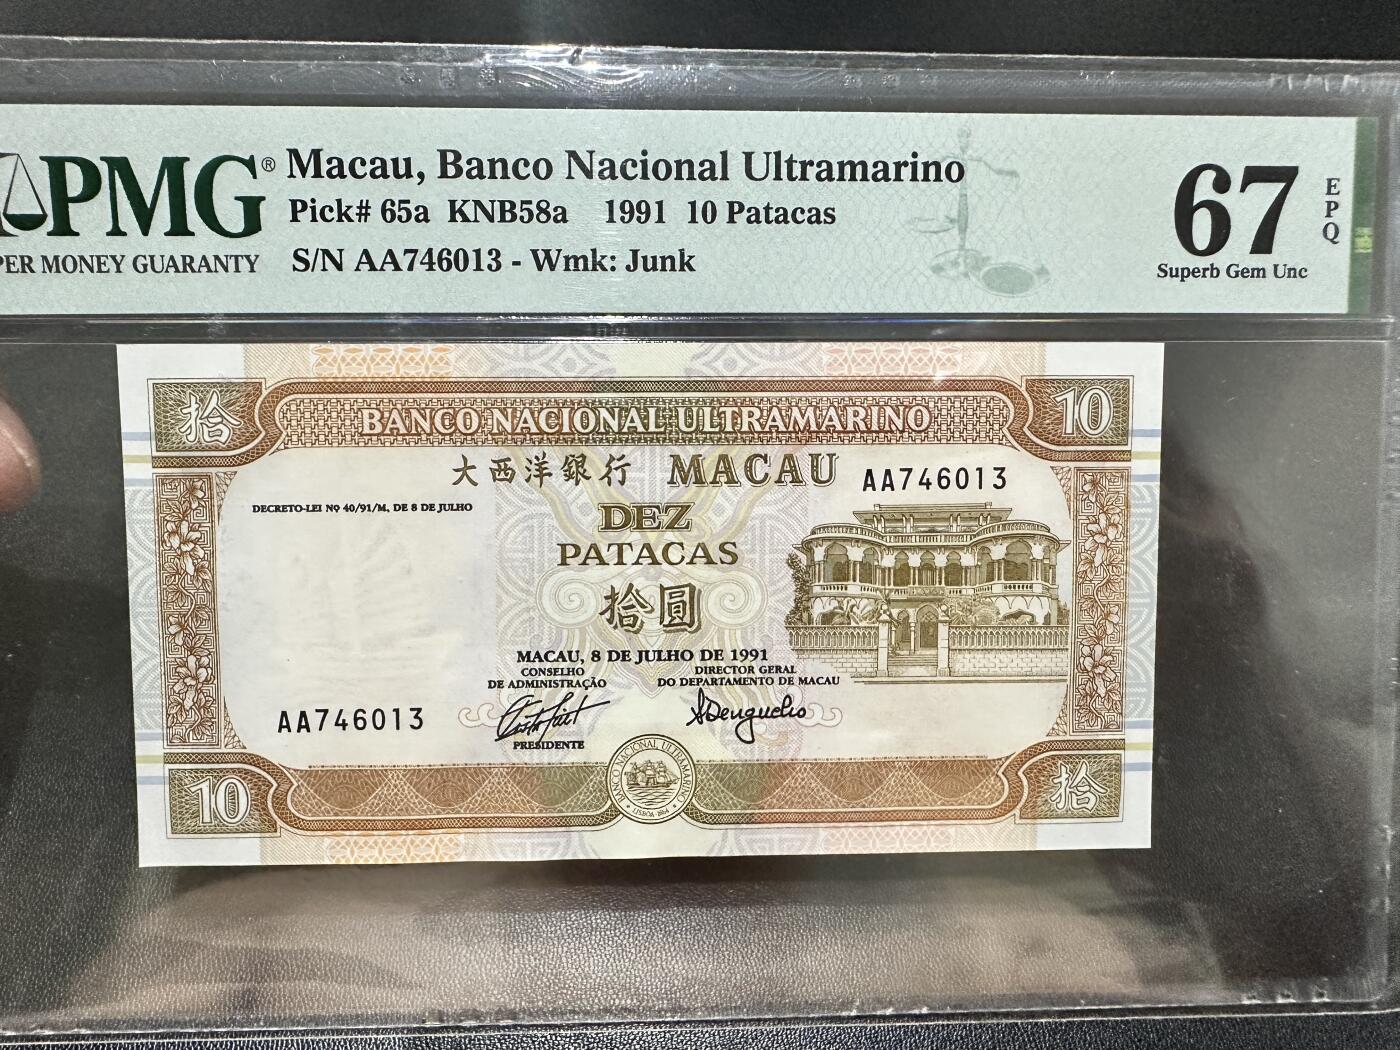 PMG® Macau, Banco Nacional Ultramarino
Pick# 65a KNB58a 1991 10 Patacas
PER MONEY GUARANTY S/N AA746013 - Wmk: Junk
67 EPQ
Superb Gem Unc
拾 BANCO NACIONAL ULTRAMARINO 10
大西洋銀行 MACAU AA746013
DECRETO-LEI Nº 40/91/M, DE 8 DE JULHO
DEZ
PATACAS
拾圓
MACAU, 8 DE JULHO DE 1991
CONSELHO
DE ADMINISTRAÇÃO
DIRECTOR GERAL
DO DEPARTAMENTO DE MACAU
AA746013
PRESIDENTE
10 BANCO NACIONAL ULTRAMARINO 拾
LISBOA-1864